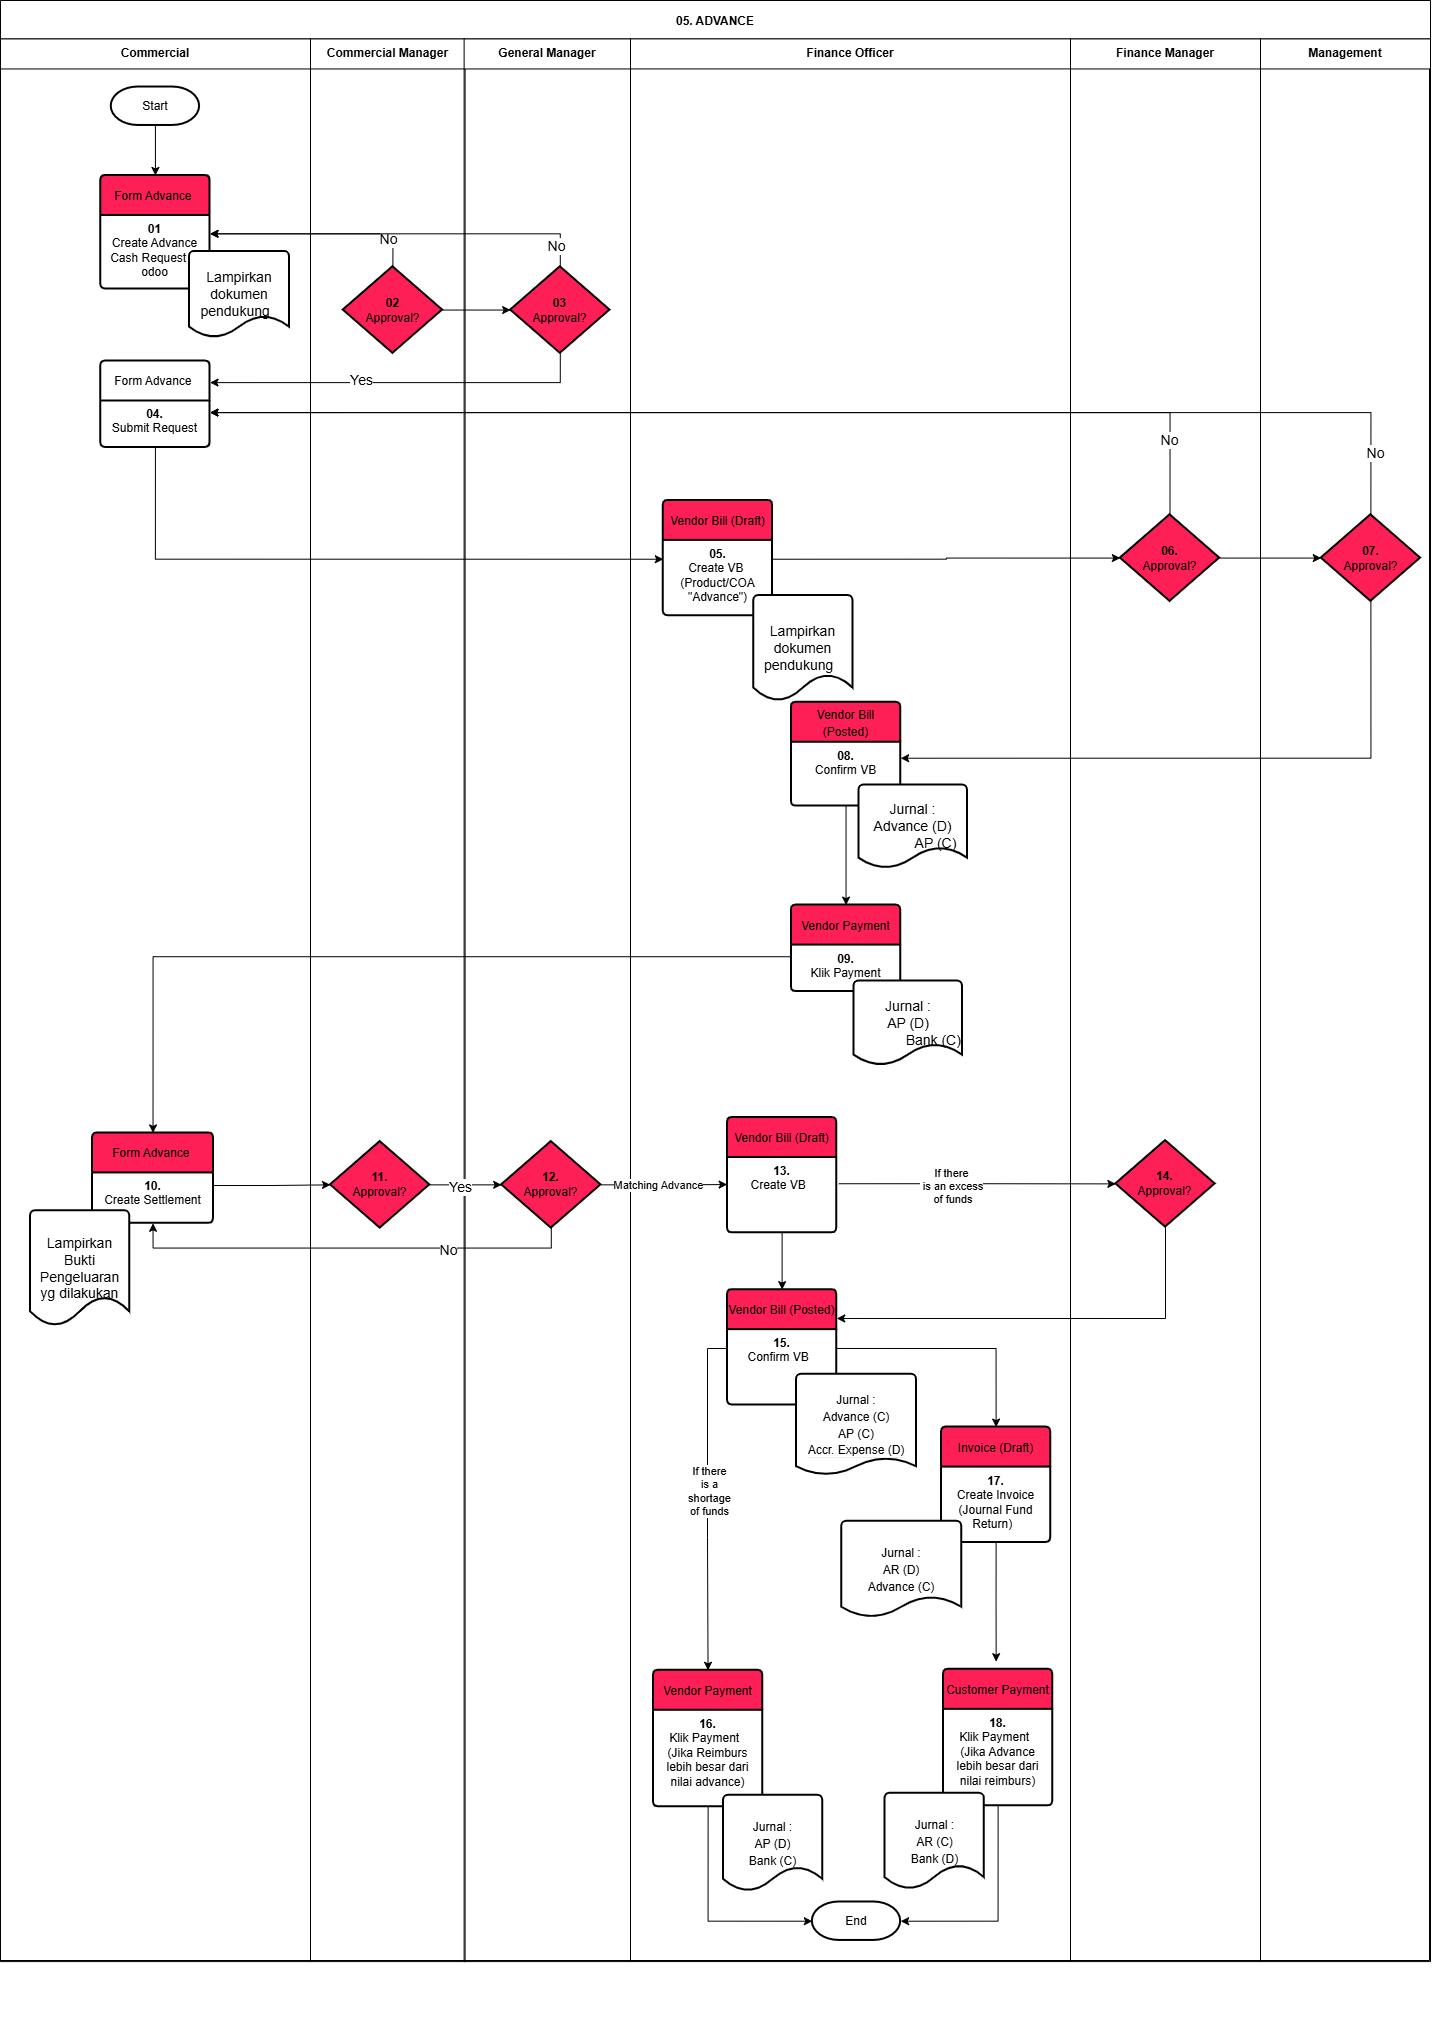 05. ADVANCE
Commercial
Commercial Manager
General Manager
Finance Officer
Finance Manager
Management
Start
Form Advance
01
Create Advance
Cash Request
odoo
Lampirkan
dokumen
pendukung
No
02
Approval?
No
03
Approval?
Yes
Form Advance
04.
Submit Request
No
No
Vendor Bill (Draft)
05.
Create VB
(Product/COA
"Advance")
Lampirkan
dokumen
pendukung
06.
Approval?
07.
Approval?
Vendor Bill
(Posted)
08.
Confirm VB
Jurnal :
Advance (D)
AP (C)
Vendor Payment
09.
Klik Payment
Jurnal :
AP (D)
Bank (C)
Form Advance
10.
Create Settlement
Lampirkan
Bukti
Pengeluaran
yg dilakukan
11.
Approval?
Yes
12.
Approval?
No
Matching Advance
Vendor Bill (Draft)
13.
Create VB
If there
is an excess
of funds
14.
Approval?
Vendor Bill (Posted)
15.
Confirm VB
Jurnal :
Advance (C)
AP (C)
Accr. Expense (D)
If there
is a
shortage
of funds
Invoice (Draft)
17.
Create Invoice
(Journal Fund
Return)
Jurnal :
AR (D)
Advance (C)
Vendor Payment
16.
Klik Payment
(Jika Reimburs
lebih besar dari
nilai advance)
Jurnal :
AP (D)
Bank (C)
Customer Payment
18.
Klik Payment
(Jika Advance
lebih besar dari
nilai reimburs)
Jurnal :
AR (C)
Bank (D)
End